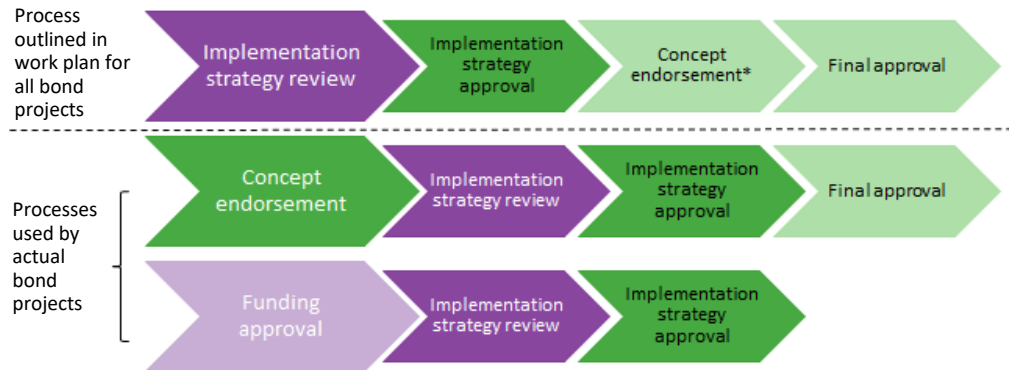 Process
outlined in
work plan for
all bond
projects
Implementation
strategy review
Implementation
strategy
approval
Concept
endorsement*
Final approval
Processes
used by
actual
bond
projects
Concept
endorsement
Implementation
strategy review
Implementation
strategy
approval
Final approval
Funding
approval
Implementation
strategy review
Implementation
strategy
approval